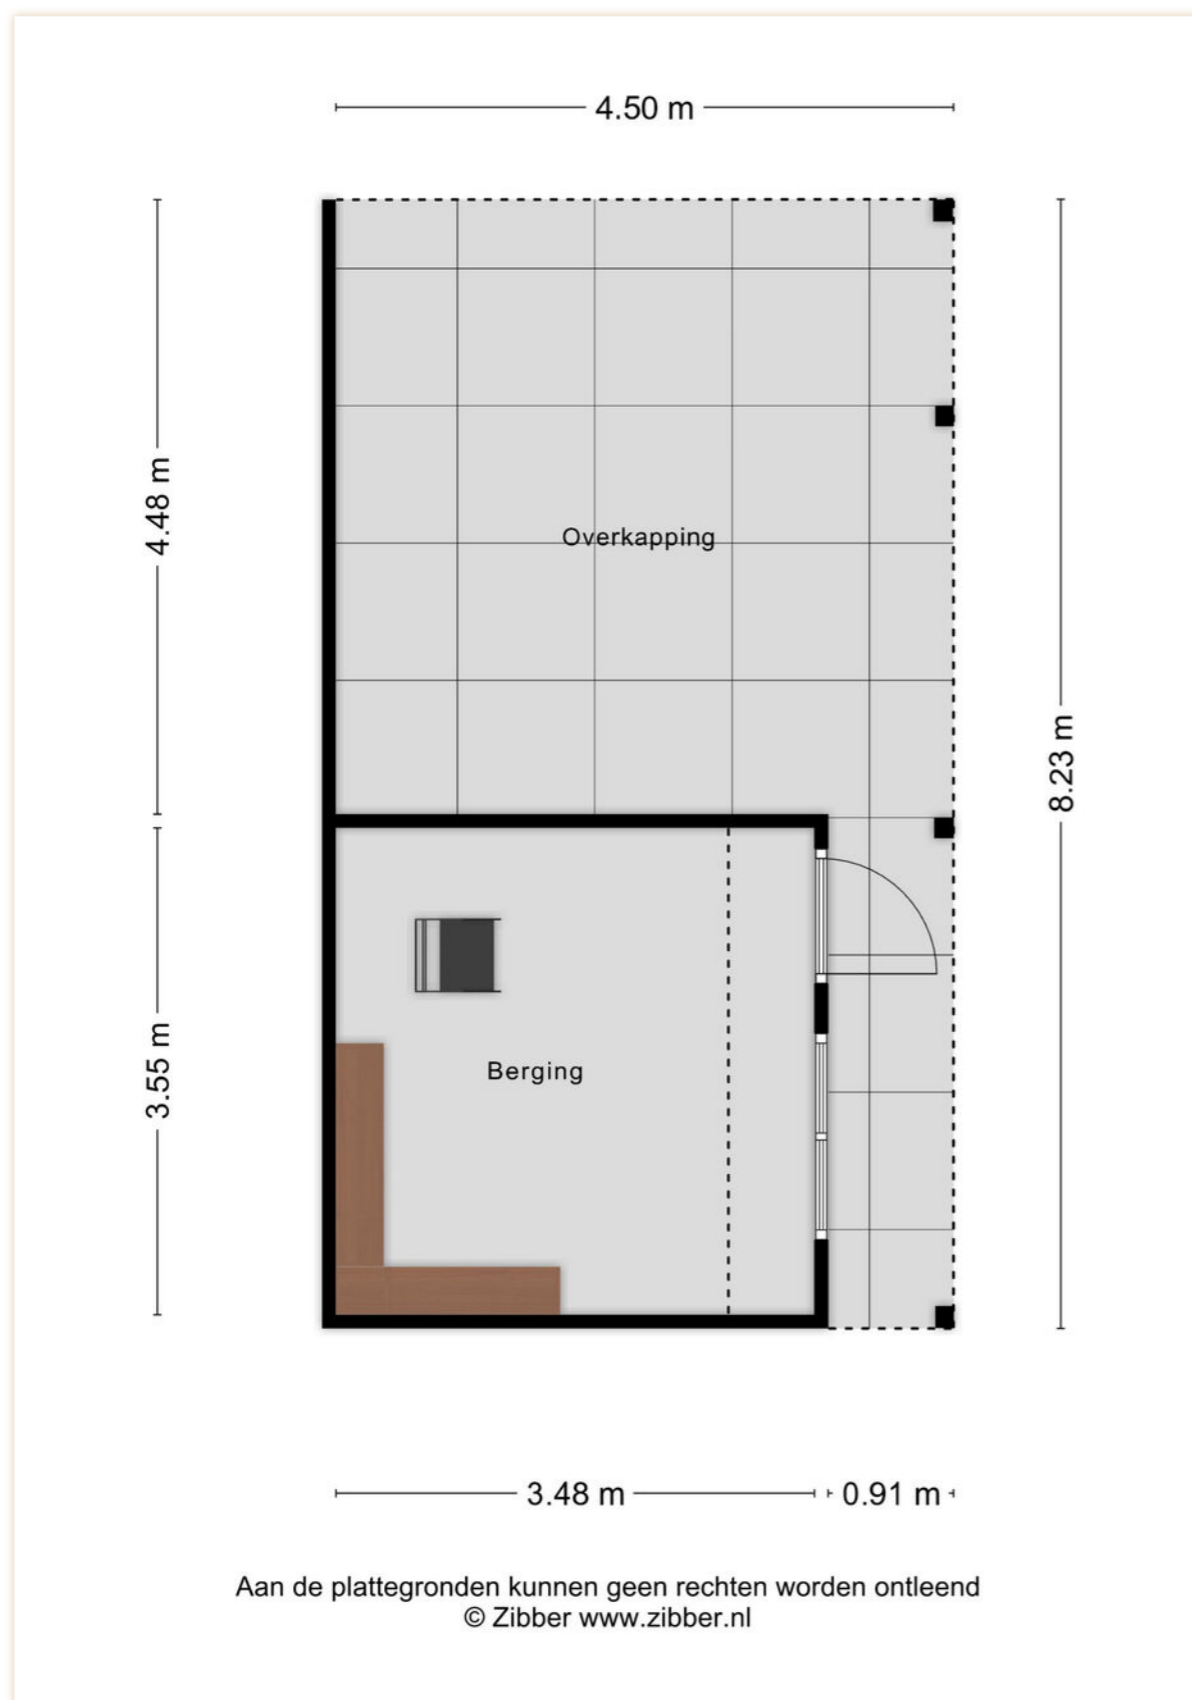 4.50 m
4.48 m
Overkapping
8.23 m
Berging
3.55 m
3.48 m
0.91 m
Aan de plattegronden kunnen geen rechten worden ontleend
© Zibber www.zibber.nl